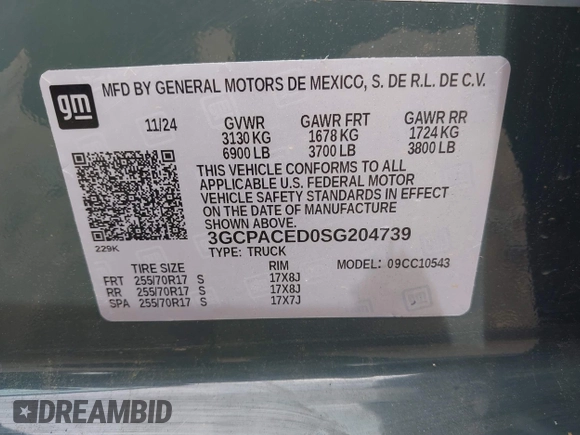 gm
MFD BY GENERAL MOTORS DE MEXICO, S. DE R.L. DE C.V.
11/24 GVWR GAWR FRT GAWR RR
3130 KG 1678 KG 1724 KG
6900 LB 3700 LB 3800 LB
THIS VEHICLE CONFORMS TO ALL
APPLICABLE U.S. FEDERAL MOTOR
VEHICLE SAFETY STANDARDS IN EFFECT
ON THE DATE OF MANUFACTURE
SHOWN ABOVE.
229K
3GCPACED0SG204739
TYPE: TRUCK
TIRE SIZE RIM MODEL: 09CC10543
FRT 255/70R17 S 17X8J
RR 255/70R17 S 17X8J
SPA 255/70R17 S 17X7J
DREAMBID